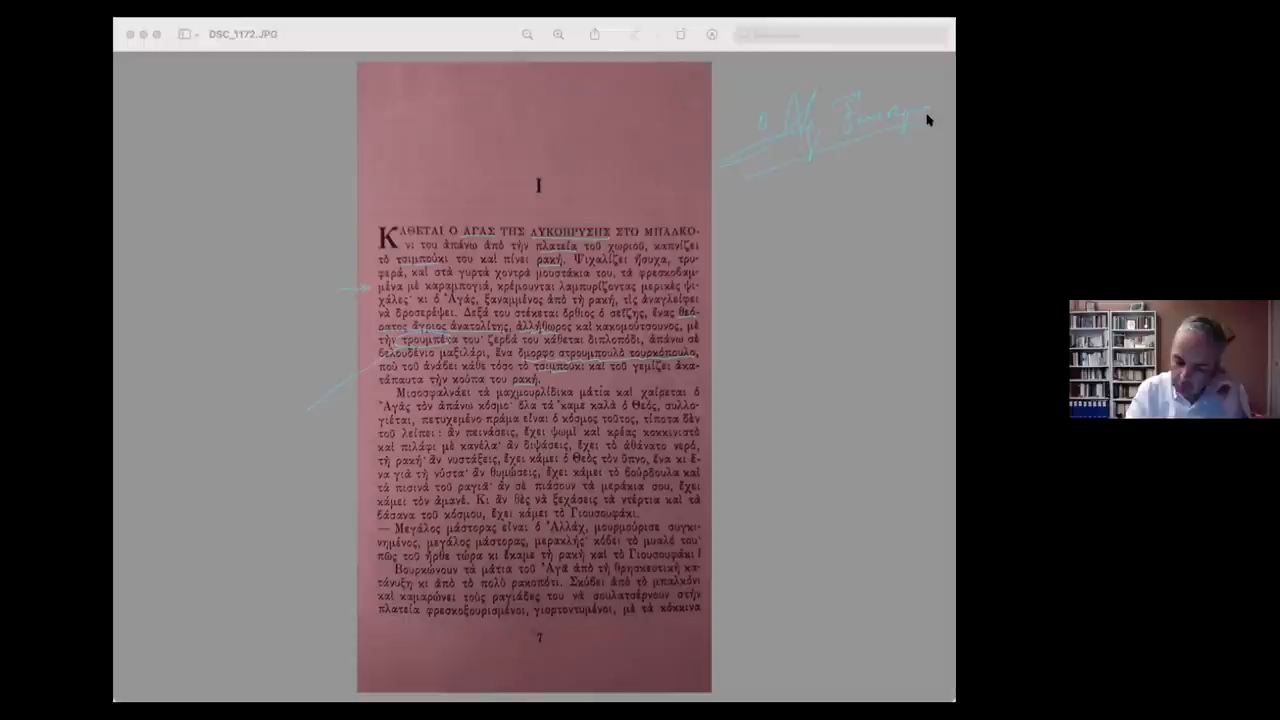 DSC_1172.JPG
I
ΚΑΘΕΤΑΙ Ο ΑΓΑΣ ΤΗΣ ΛΥΚΟΒΡΥΣΗΣ ΣΤΟ ΜΠΑΛΚΟ-
νι του ἀπάνω ἀπὸ τὴν πλατεία τοῦ χωριοῦ, καπνίζει
τὸ τσιμπούκι του καὶ πίνει ρακή. Ψιχαλίζει ἥσυχα, τρυ-
φερά, καὶ στὰ γυρτὰ χοντρὰ μουστάκια του, τὰ φρεσκοβαμ-
μένα μὲ καραμπογιά, κρέμουνται λαμπυρίζοντας μερικὲς ψι-
χάλες· κι ὁ Ἀγάς, ξαναμμένος ἀπὸ τὴ ρακή, τὶς ἀναγλείφει
νὰ δροσερέψει. Δεξά του στέκεται ὄρθιος ὁ σεΐζης, ἕνας θεό-
ρατος ἄγριος ἀνατολίτης, ἀλλήθωρος καὶ κακομούτσουνος, μὲ
τὴν τρουμπέτα του· ζερβά του κάθεται διπλοπόδι, ἀπάνω σὲ
βελουδένιο μαξιλάρι, ἕνα ὄμορφο στρουμπουλὸ τουρκόπουλο,
ποὺ τοῦ ἀνάβει κάθε τόσο τὸ τσιμπούκι καὶ τοῦ γεμίζει ἀκα-
τάπαυτα τὴν κούπα του ρακή.
Μισοσφαλνάει τὰ μαχμουρλίδικα μάτια καὶ χαίρεται ὁ
Ἀγὰς τὸν ἀπάνω κόσμο· ὅλα τά 'καμε καλὰ ὁ Θεός, συλλο-
γιέται, πετυχεμένο πράμα εἶναι ὁ κόσμος τοῦτος, τίποτα δὲν
τοῦ λείπει: ἂν πεινάσεις, ἔχει ψωμὶ καὶ κρέας κοκκινιστὸ
καὶ πιλάφι μὲ κανέλα· ἂν διψάσεις, ἔχει τὸ ἀθάνατο νερό,
τὴ ρακή· ἂν νυστάξεις, ἔχει κάμει ὁ Θεὸς τὸν ὕπνο, ἕνα κι ἕ-
να γιὰ τὴ νύστα· ἂν θυμώσεις, ἔχει κάμει τὸ βούρδουλα καὶ
τὰ πισινὰ τοῦ ραγιᾶ· ἂν σὲ πιάσουν τὰ μεράκια σου, ἔχει
κάμει τὸν ἀμανέ. Κι ἂν θὲς νὰ ξεχάσεις τὰ ντέρτια καὶ τὰ
βάσανα τοῦ κόσμου, ἔχει κάμει τὸ Γιουσουφάκι.
— Μεγάλος μάστορας εἶναι ὁ Ἀλλάχ, μουρμούρισε συγκι-
νημένος, μεγάλος μάστορας, μερακλής· κόβει τὸ μυαλό του·
πῶς τοῦ ἦρθε τώρα κι ἔκαμε τὴ ρακὴ καὶ τὸ Γιουσουφάκι!
Βουρκώνουν τὰ μάτια τοῦ Ἀγᾶ ἀπὸ τὴ θρησκευτικὴ κα-
τάνυξη κι ἀπὸ τὸ πολὺ ρακοπότι. Σκύβει ἀπὸ τὸ μπαλκόνι
καὶ καμαρώνει τοὺς ραγιάδες του νὰ σουλατσέρνουν στὴν
πλατεία φρεσκοξουρισμένοι, γιορτοντυμένοι, μὲ τὰ κόκκινα
7